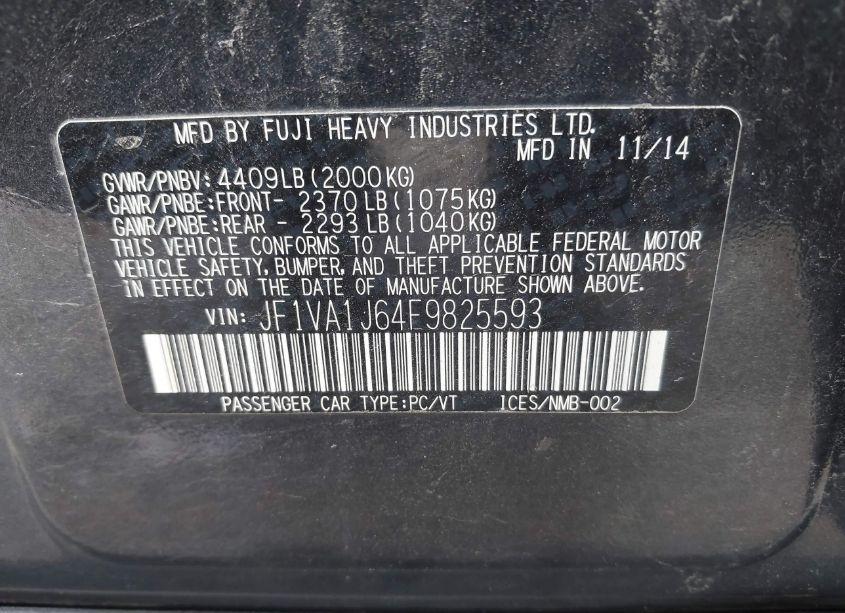 MFD BY FUJI HEAVY INDUSTRIES LTD.
MFD IN 11/14
GVWR/PNBV: 4409LB(2000KG)
GAWR/PNBE:FRONT- 2370LB(1075KG)
GAWR/PNBE:REAR - 2293LB(1040KG)
THIS VEHICLE CONFORMS TO ALL APPLICABLE FEDERAL MOTOR
VEHICLE SAFETY, BUMPER, AND THEFT PREVENTION STANDARDS
IN EFFECT ON THE DATE OF MANUFACTURE SHOWN ABOVE.
VIN: JF1VA1J64F9825593
PASSENGER CAR TYPE:PC/VT ICES/NMB-002